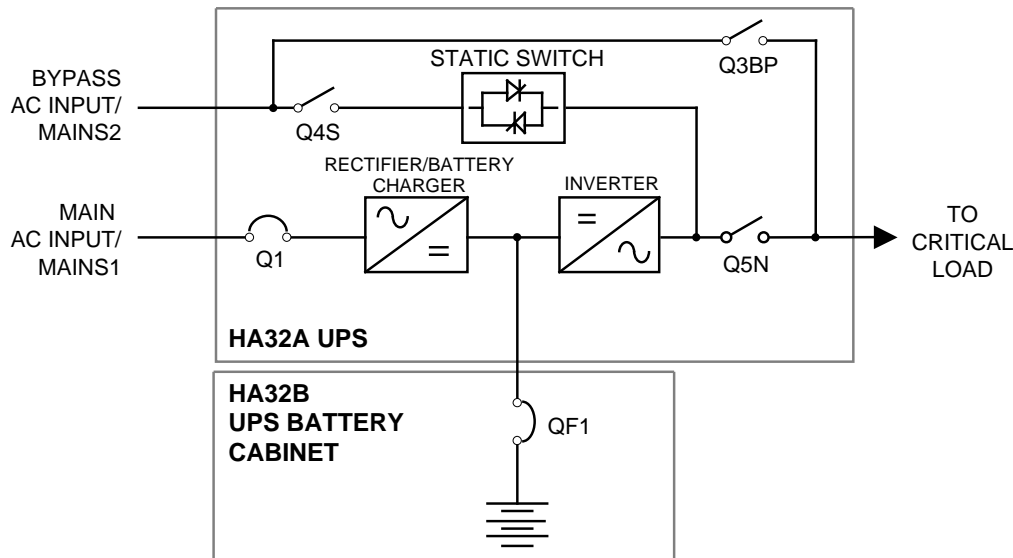 BYPASS
AC INPUT/
MAINS2
STATIC SWITCH
Q3BP
Q4S
RECTIFIER/BATTERY
CHARGER
INVERTER
MAIN
AC INPUT/
MAINS1
Q1
Q5N
TO
CRITICAL
LOAD
HA32A UPS
HA32B
UPS BATTERY
CABINET
QF1